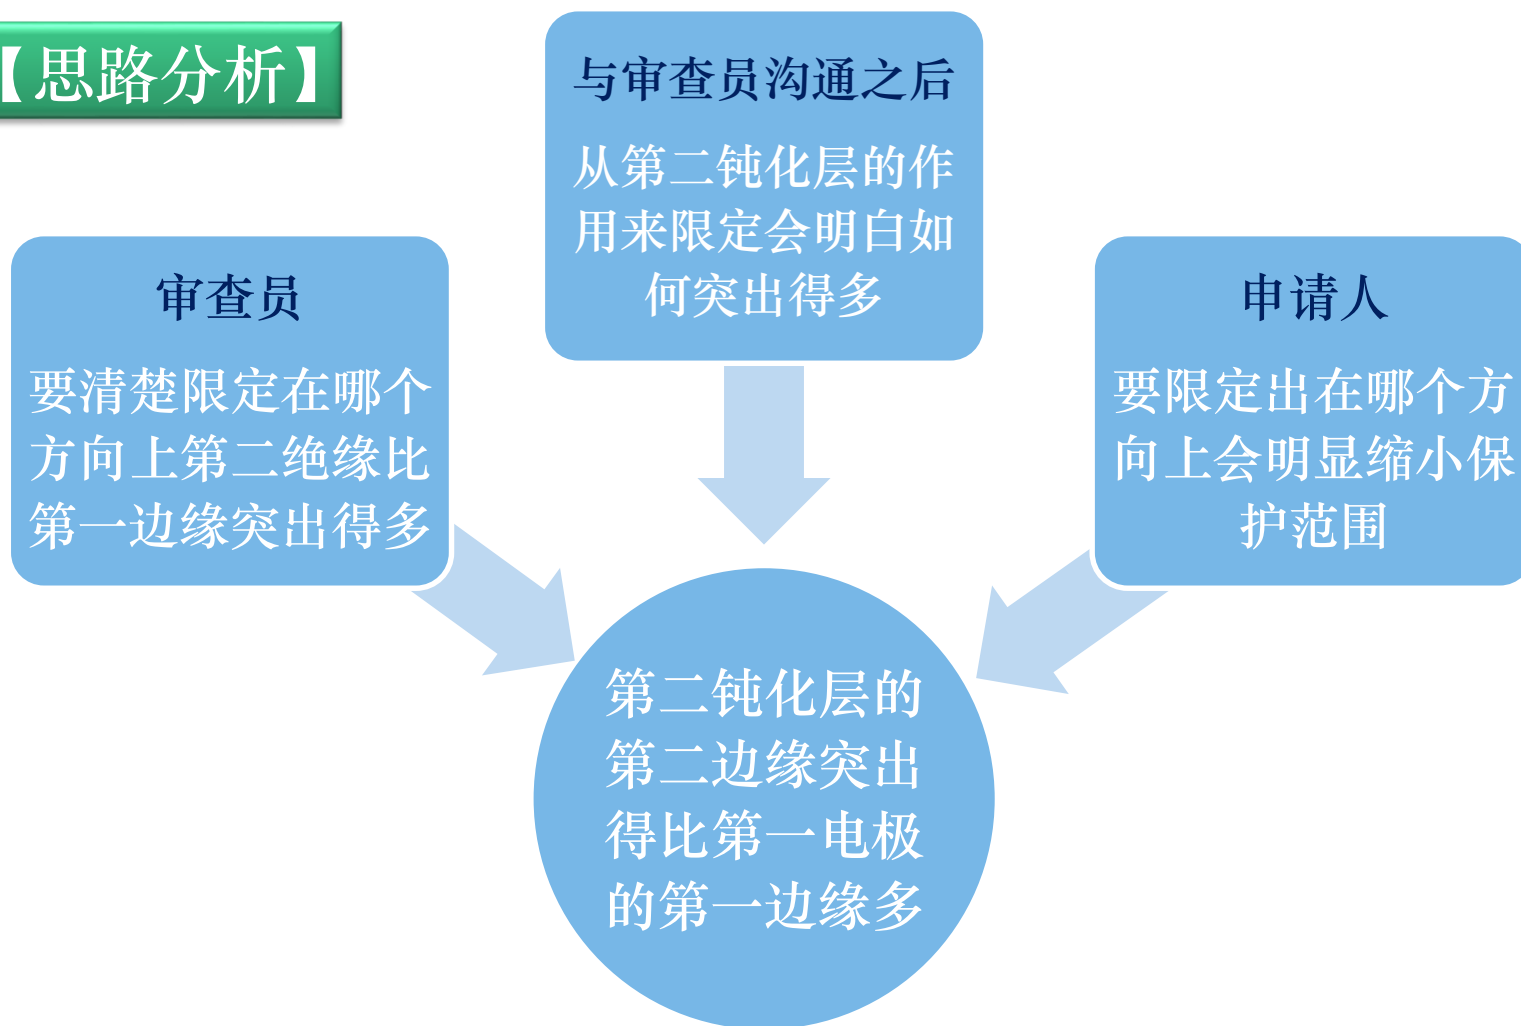 【思路分析】
与审查员沟通之后
从第二钝化层的作
用来限定会明白如
何突出得多
审查员
要清楚限定在哪个
方向上第二绝缘比
第一边缘突出得多
申请人
要限定出在哪个方
向上会明显缩小保
护范围
第二钝化层的
第二边缘突出
得比第一电极
的第一边缘多